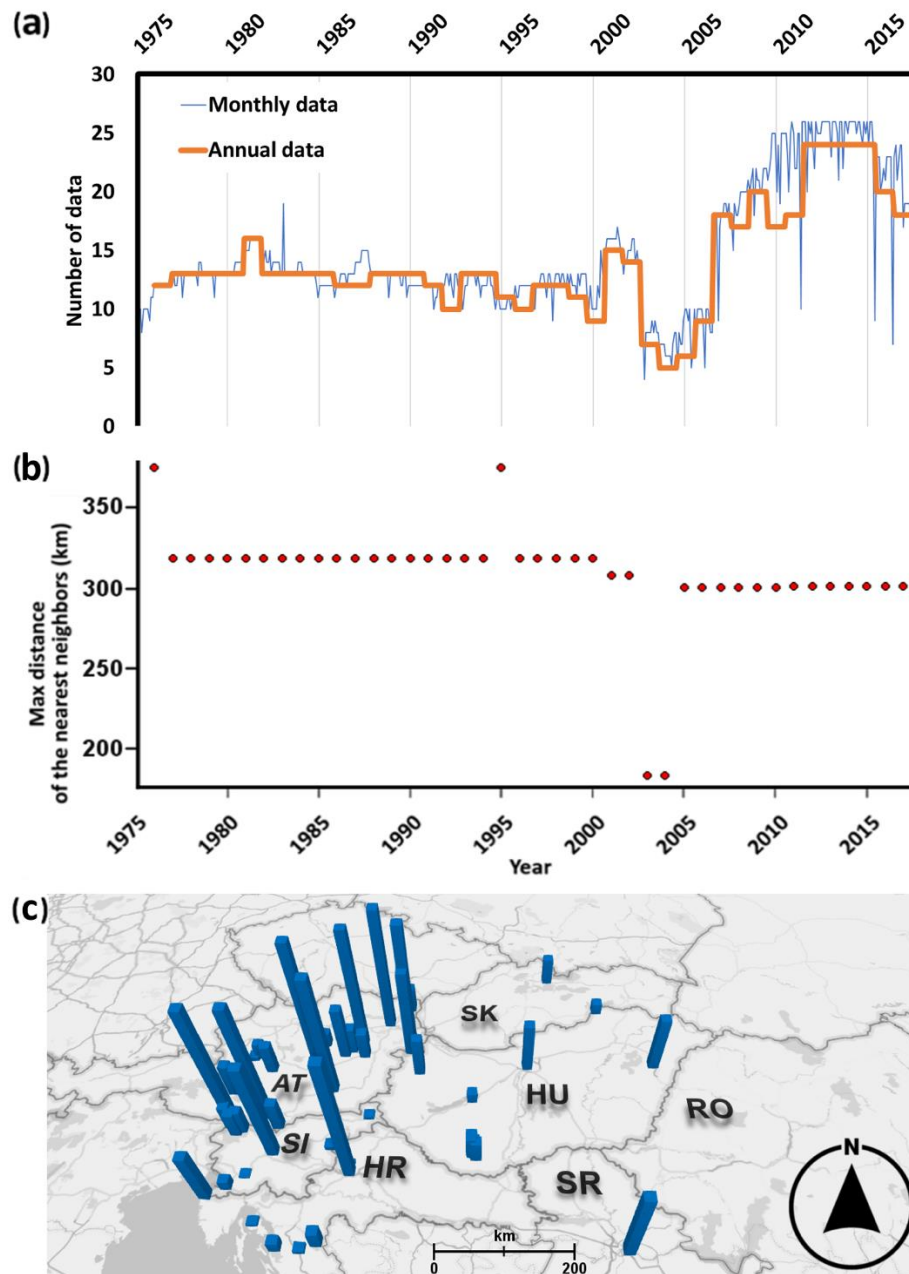 (a)
1975 1980 1985 1990 1995 2000 2005 2010 2015
30
25
20
15
10
5
0
Number of data
Monthly data
Annual data
(b)
350
300
250
200
Max distance
of the nearest neighbors (km)
1975 1980 1985 1990 1995 2000 2005 2010 2015
Year
(c)
SK
AT
HU
RO
SI
HR
SR
N
km
0 200